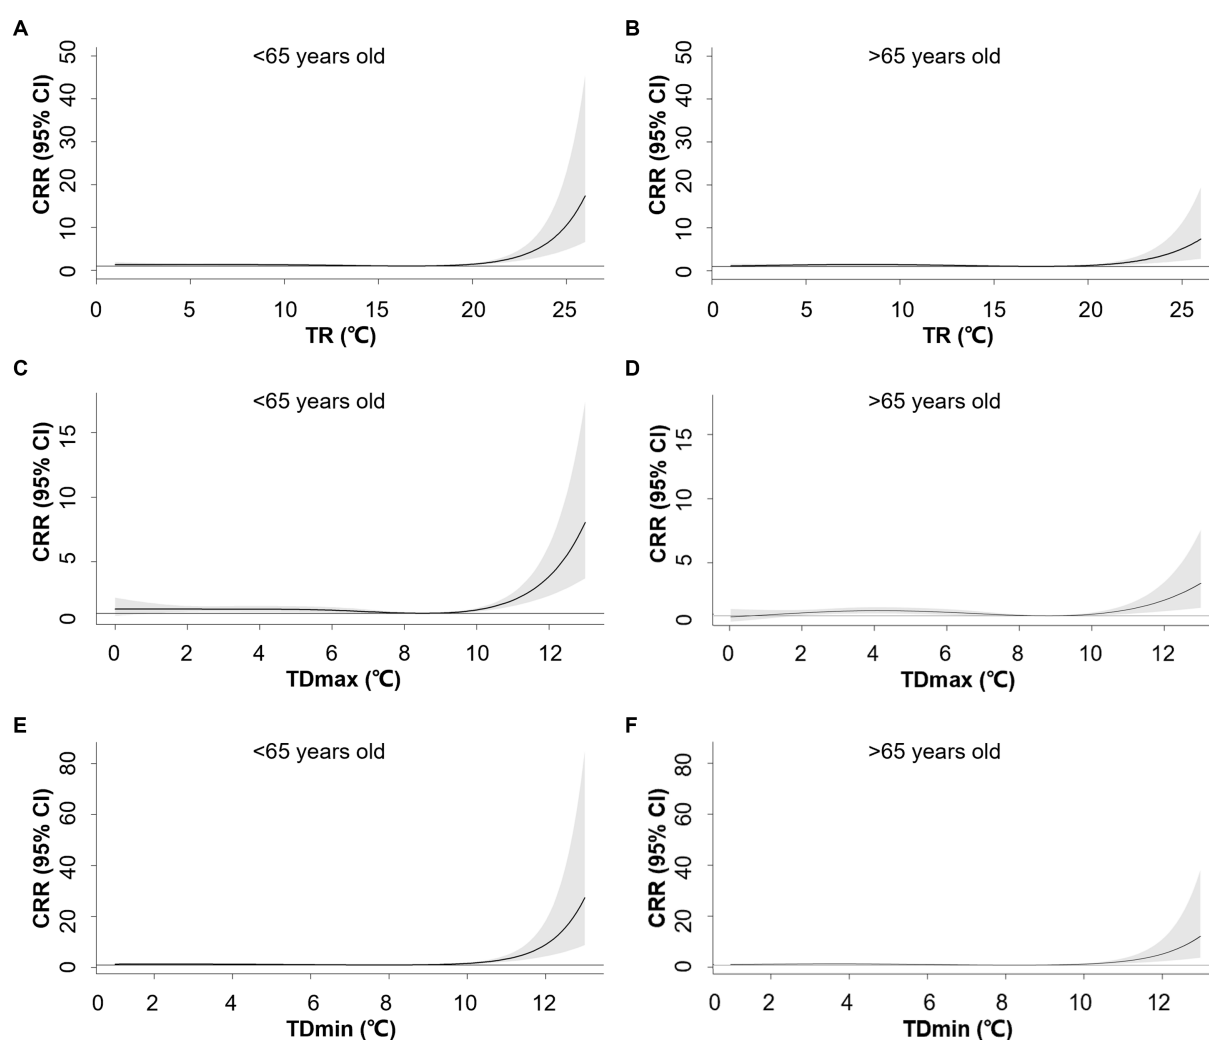 A
<65 years old
CRR (95% CI)
50
40
30
20
10
0
0 5 10 15 20 25
TR (℃)
B
>65 years old
CRR (95% CI)
50
40
30
20
10
0
0 5 10 15 20 25
TR (℃)
C
<65 years old
CRR (95% CI)
15
10
5
0
0 2 4 6 8 10 12
TDmax (℃)
D
>65 years old
CRR (95% CI)
15
10
5
0
0 2 4 6 8 10 12
TDmax (℃)
E
<65 years old
CRR (95% CI)
80
60
40
20
0
0 2 4 6 8 10 12
TDmin (℃)
F
>65 years old
CRR (95% CI)
80
60
40
20
0
0 2 4 6 8 10 12
TDmin (℃)